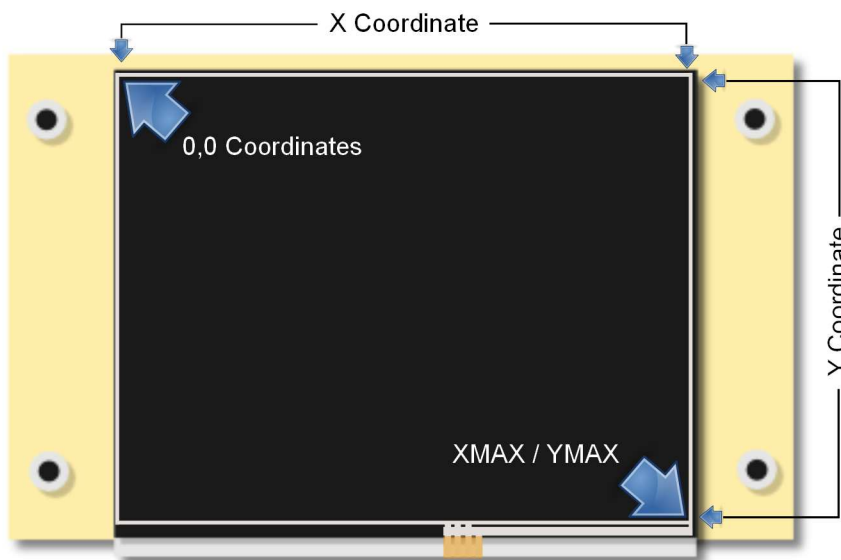 X Coordinate
0,0 Coordinates
Y Coordinate
XMAX / YMAX